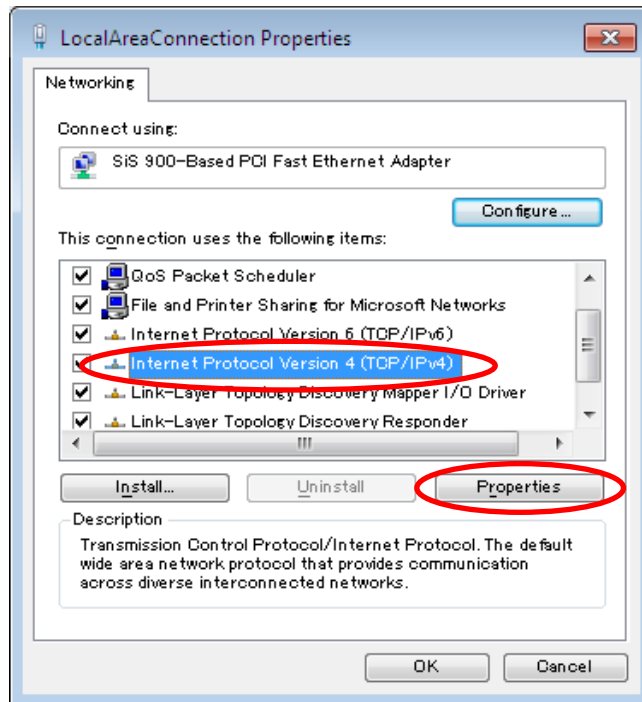 LocalAreaConnection Properties
Networking
Connect using:
SiS 900-Based PCI Fast Ethernet Adapter
Configure...
This connection uses the following items:
QoS Packet Scheduler
File and Printer Sharing for Microsoft Networks
Internet Protocol Version 6 (TCP/IPv6)
Internet Protocol Version 4 (TCP/IPv4)
Link-Layer Topology Discovery Mapper I/O Driver
Link-Layer Topology Discovery Responder
Install...
Uninstall
Properties
Description
Transmission Control Protocol/Internet Protocol. The default
wide area network protocol that provides communication
across diverse interconnected networks.
OK
Cancel